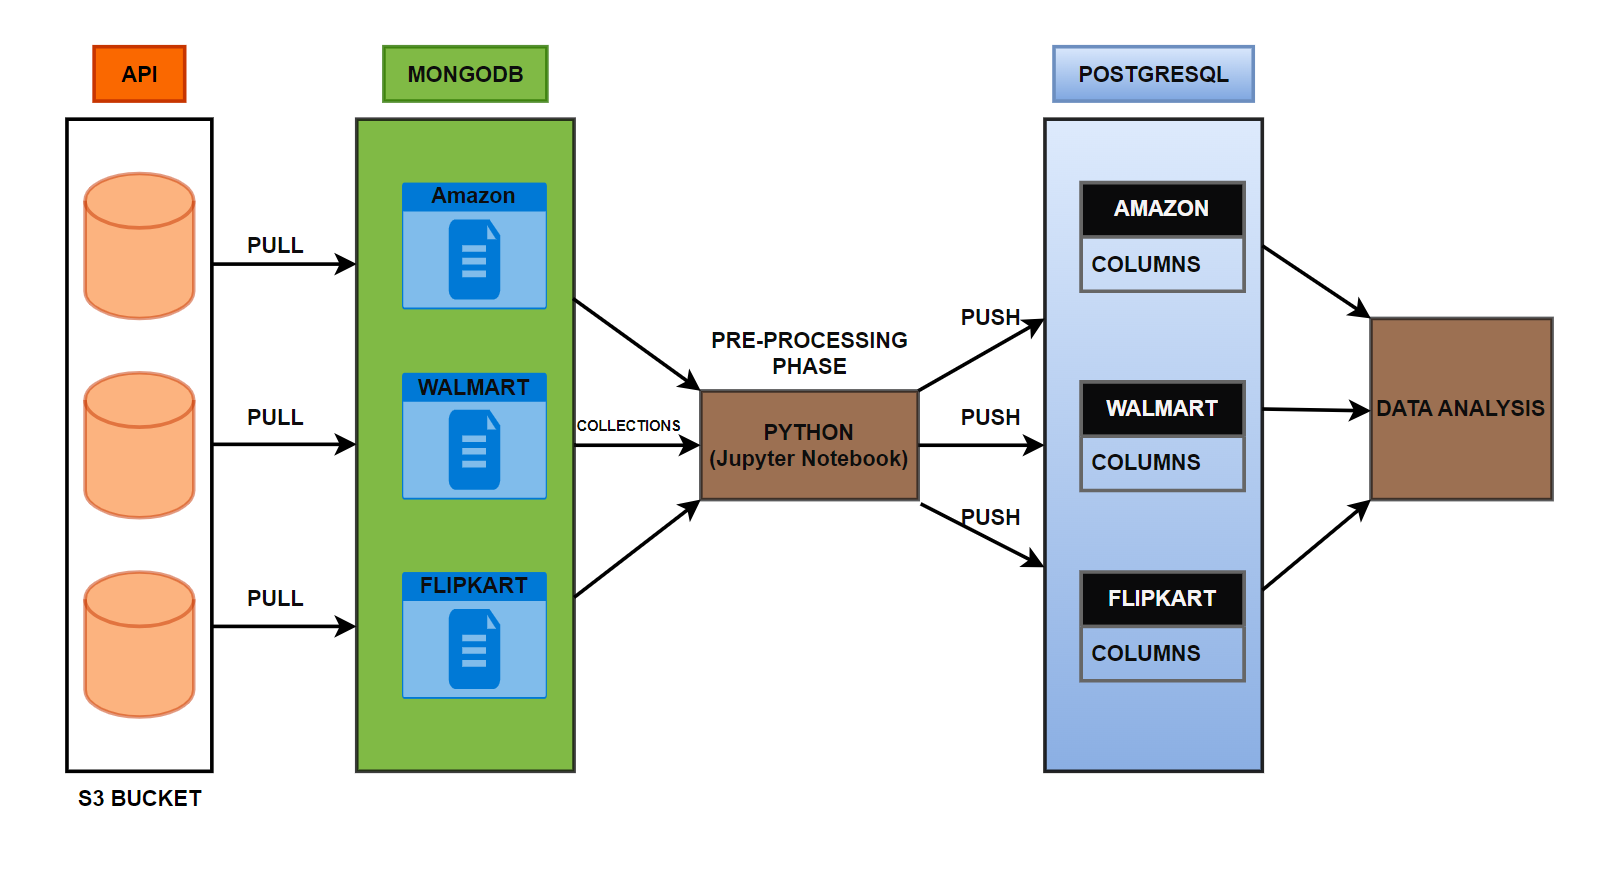 API
MONGODB
POSTGRESQL
Amazon
AMAZON
PULL
COLUMNS
PUSH
PRE-PROCESSING
PHASE
WALMART
WALMART
DATA ANALYSIS
PULL
COLLECTIONS
PUSH
PYTHON
(Jupyter Notebook)
COLUMNS
PUSH
FLIPKART
PULL
FLIPKART
COLUMNS
S3 BUCKET